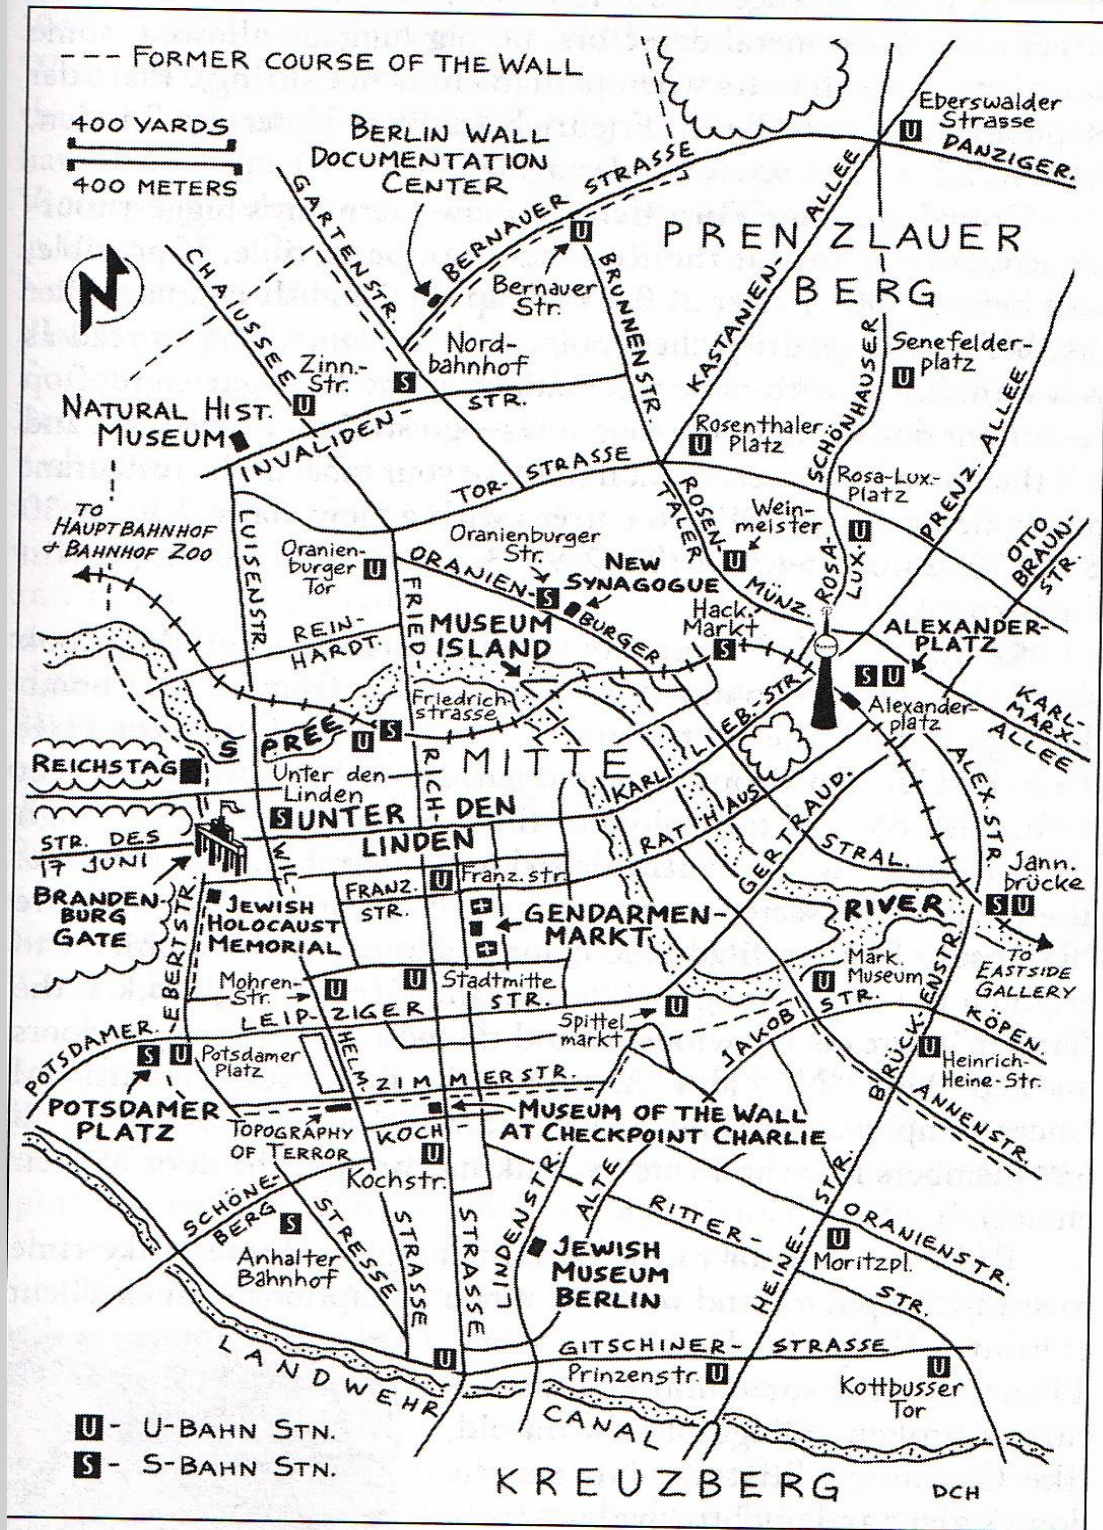 --- FORMER COURSE OF THE WALL
400 YARDS
400 METERS
BERLIN WALL
DOCUMENTATION
CENTER
GARTENSTR.
BERNAUER STRASSE
U
Eberswalder
Strasse
DANZIGER.
PRENZLAUER
BERG
N
CHAUSSEE
U
Bernauer
Str.
BRUNNENSTR.
KASTANIEN-
ALLEE
Nord-
bahnhof
S
Zinn.-
Str.
U
Senefelder-
platz
U
SCHÖNHAUSER
PRENZ. ALLEE
NATURAL HIST.
MUSEUM
INVALIDEN-
STR.
Rosenthaler
Platz
U
TOR-
STRASSE
Rosa-Lux.-
Platz
U
TO
HAUPTBAHNHOF
& BAHNHOF ZOO
LUISENSTR.
Oranien-
burger
Tor
U
Oranienburger
Str.
S
ORANIEN-
BURGER
NEW
SYNAGOGUE
ROSEN-
TALER
Wein-
meister
U
MÜNZ.
ROSA-
LUX.
OTTO
BRAUN-
STR.
REIN-
HARDT.
FRIED-
RICH-
MUSEUM
ISLAND
Hack.
Markt
S
ALEXANDER-
PLATZ
S U
Alexander-
platz
KARL-
MARX-
ALLEE
Friedrich-
strasse
U S
SPREE
REICHSTAG
MITTE
KARL LIEB.-STR.
ALEX.STR
Unter den
Linden
S
UNTER DEN
LINDEN
RATHAUS
GERTRAUD.
STRAL.
STR. DES
17 JUNI
BRANDEN-
BURG
GATE
WIL-
HELM
FRANZ.
STR.
U
Franz.str.
Jann.
brücke
S U
JEWISH
HOLOCAUST
MEMORIAL
EBERTSTR
GENDARMEN-
MARKT
RIVER
TO
EASTSIDE
GALLERY
Mohren-
Str.
U
U
Stadtmitte
Märk.
Museum
U
LEIP-ZIGER
STR.
Spittel
markt
U
JAKOB
STR.
BRÜCKENSTR.
KÖPEN.
POTSDAMER.
S U
Potsdamer
Platz
U
Heinrich-
Heine-Str.
POTSDAMER
PLATZ
ZIMMERSTR.
ANNENSTR.
TOPOGRAPHY
OF TERROR
MUSEUM OF THE WALL
AT CHECKPOINT CHARLIE
KOCH
U
Kochstr.
SCHÖNE-
BERG
STRESSE
STRASSE
STRASSE
LINDENSTR.
ALTE
RITTER-
STR.
ORANIENSTR.
HEINE-
STR.
S
Anhalter
Bahnhof
JEWISH
MUSEUM
BERLIN
U
Moritzpl.
U
GITSCHINER- STRASSE
Prinzenstr.
U
U
Kottbusser
Tor
LANDWEHR
CANAL
U - U-BAHN STN.
S - S-BAHN STN.
KREUZBERG
DCH